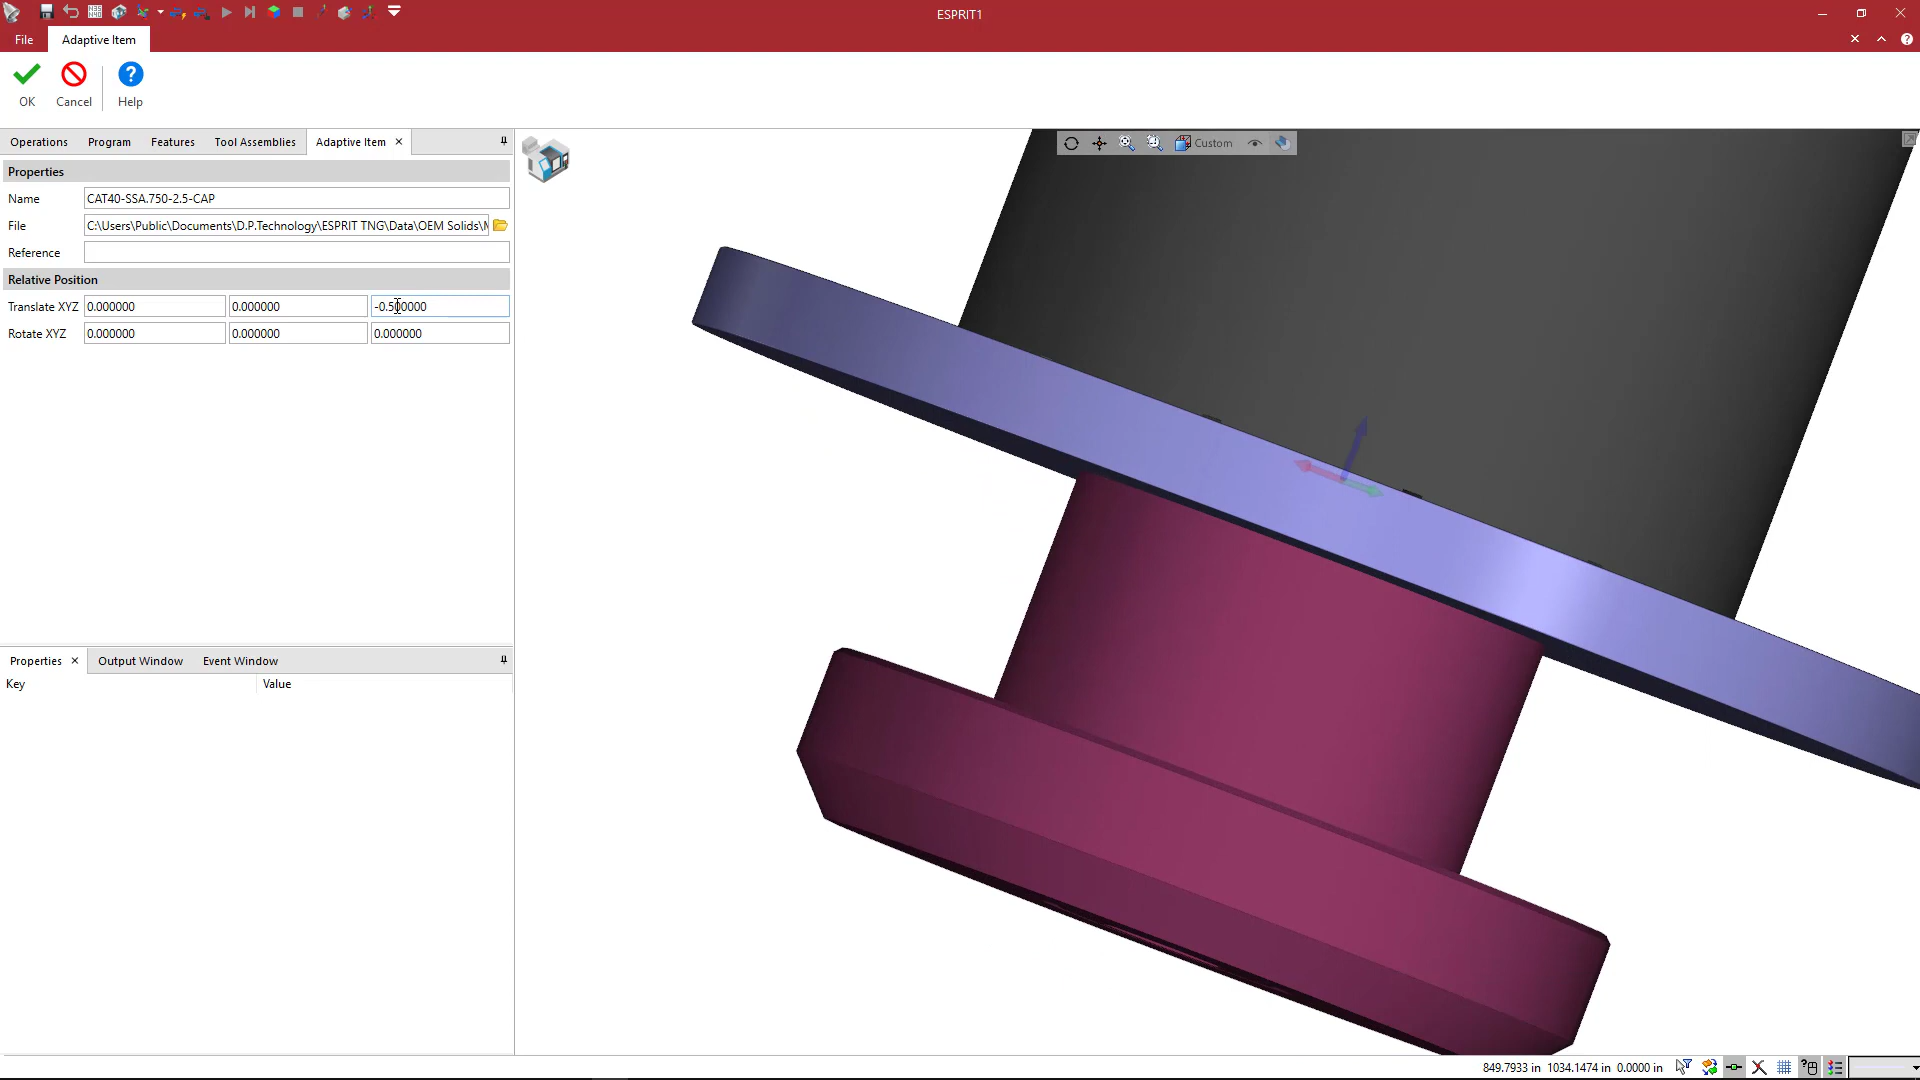 ESPRIT1
File
Adaptive Item
OK
Cancel
Help
Operations
Program
Features
Tool Assemblies
Adaptive Item
Properties
Name
CAT40-SSA.750-2.5-CAP
File
C:\Users\Public\Documents\D.P.Technology\ESPRIT TNG\Data\OEM Solids\
Reference
Relative Position
Translate XYZ
0.000000
0.000000
-0.500000
Rotate XYZ
0.000000
0.000000
0.000000
Properties
Output Window
Event Window
Key
Value
Custom
849.7933 in 1034.1474 in 0.0000 in